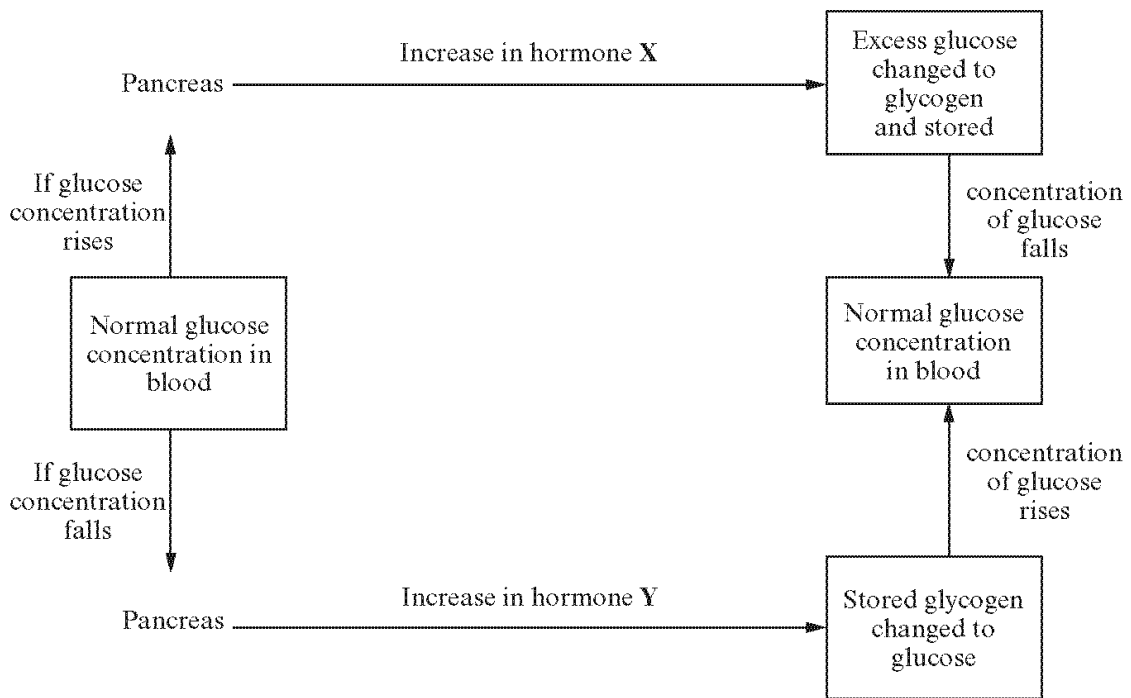 Increase in hormone X
Pancreas
Excess glucose
changed to
glycogen
and stored
If glucose
concentration
rises
concentration
of glucose
falls
Normal glucose
concentration in
blood
Normal glucose
concentration
in blood
If glucose
concentration
falls
concentration
of glucose
rises
Increase in hormone Y
Pancreas
Stored glycogen
changed to
glucose